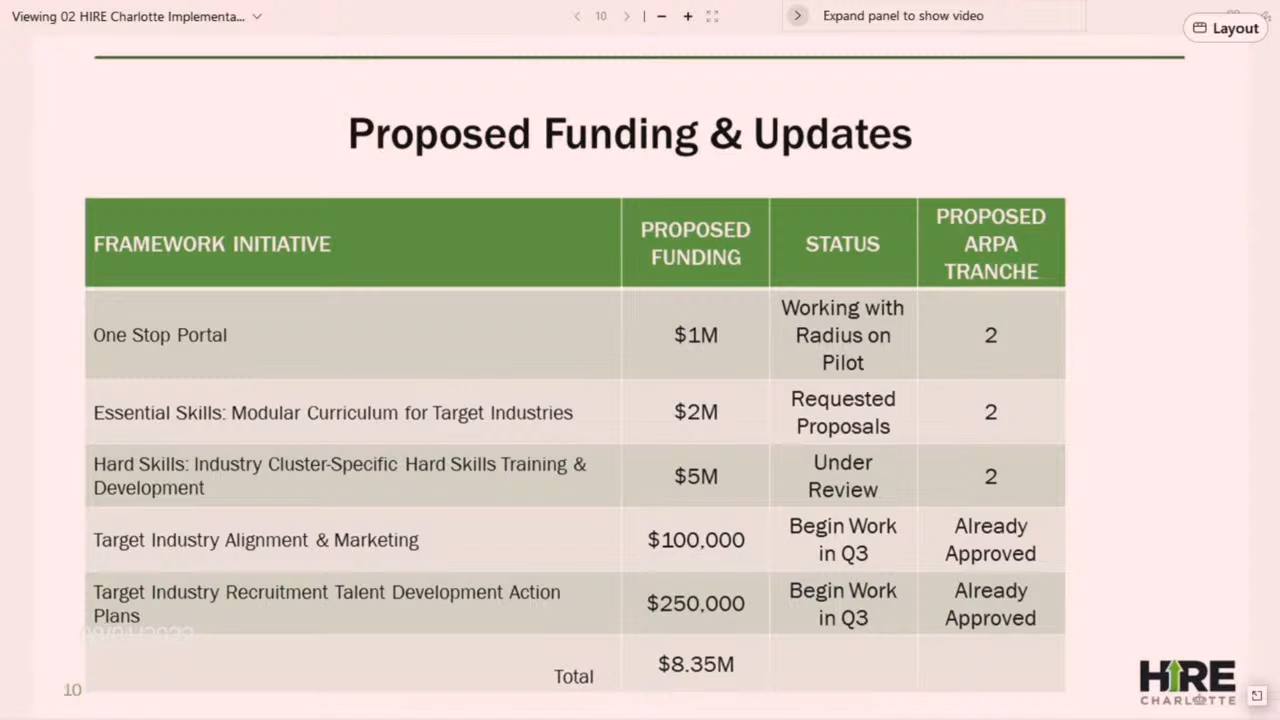 Viewing 02 HIRE Charlotte Implementa...
10
Expand panel to show video
Layout
Proposed Funding & Updates
FRAMEWORK INITIATIVE
PROPOSED
FUNDING
STATUS
PROPOSED
ARPA
TRANCHE
One Stop Portal
$1M
Working with
Radius on
Pilot
2
Essential Skills: Modular Curriculum for Target Industries
$2M
Requested
Proposals
2
Hard Skills: Industry Cluster-Specific Hard Skills Training &
Development
$5M
Under
Review
2
Target Industry Alignment & Marketing
$100,000
Begin Work
in Q3
Already
Approved
Target Industry Recruitment Talent Development Action
Plans
$250,000
Begin Work
in Q3
Already
Approved
Total
$8.35M
10
HIRE
CHARLOTTE